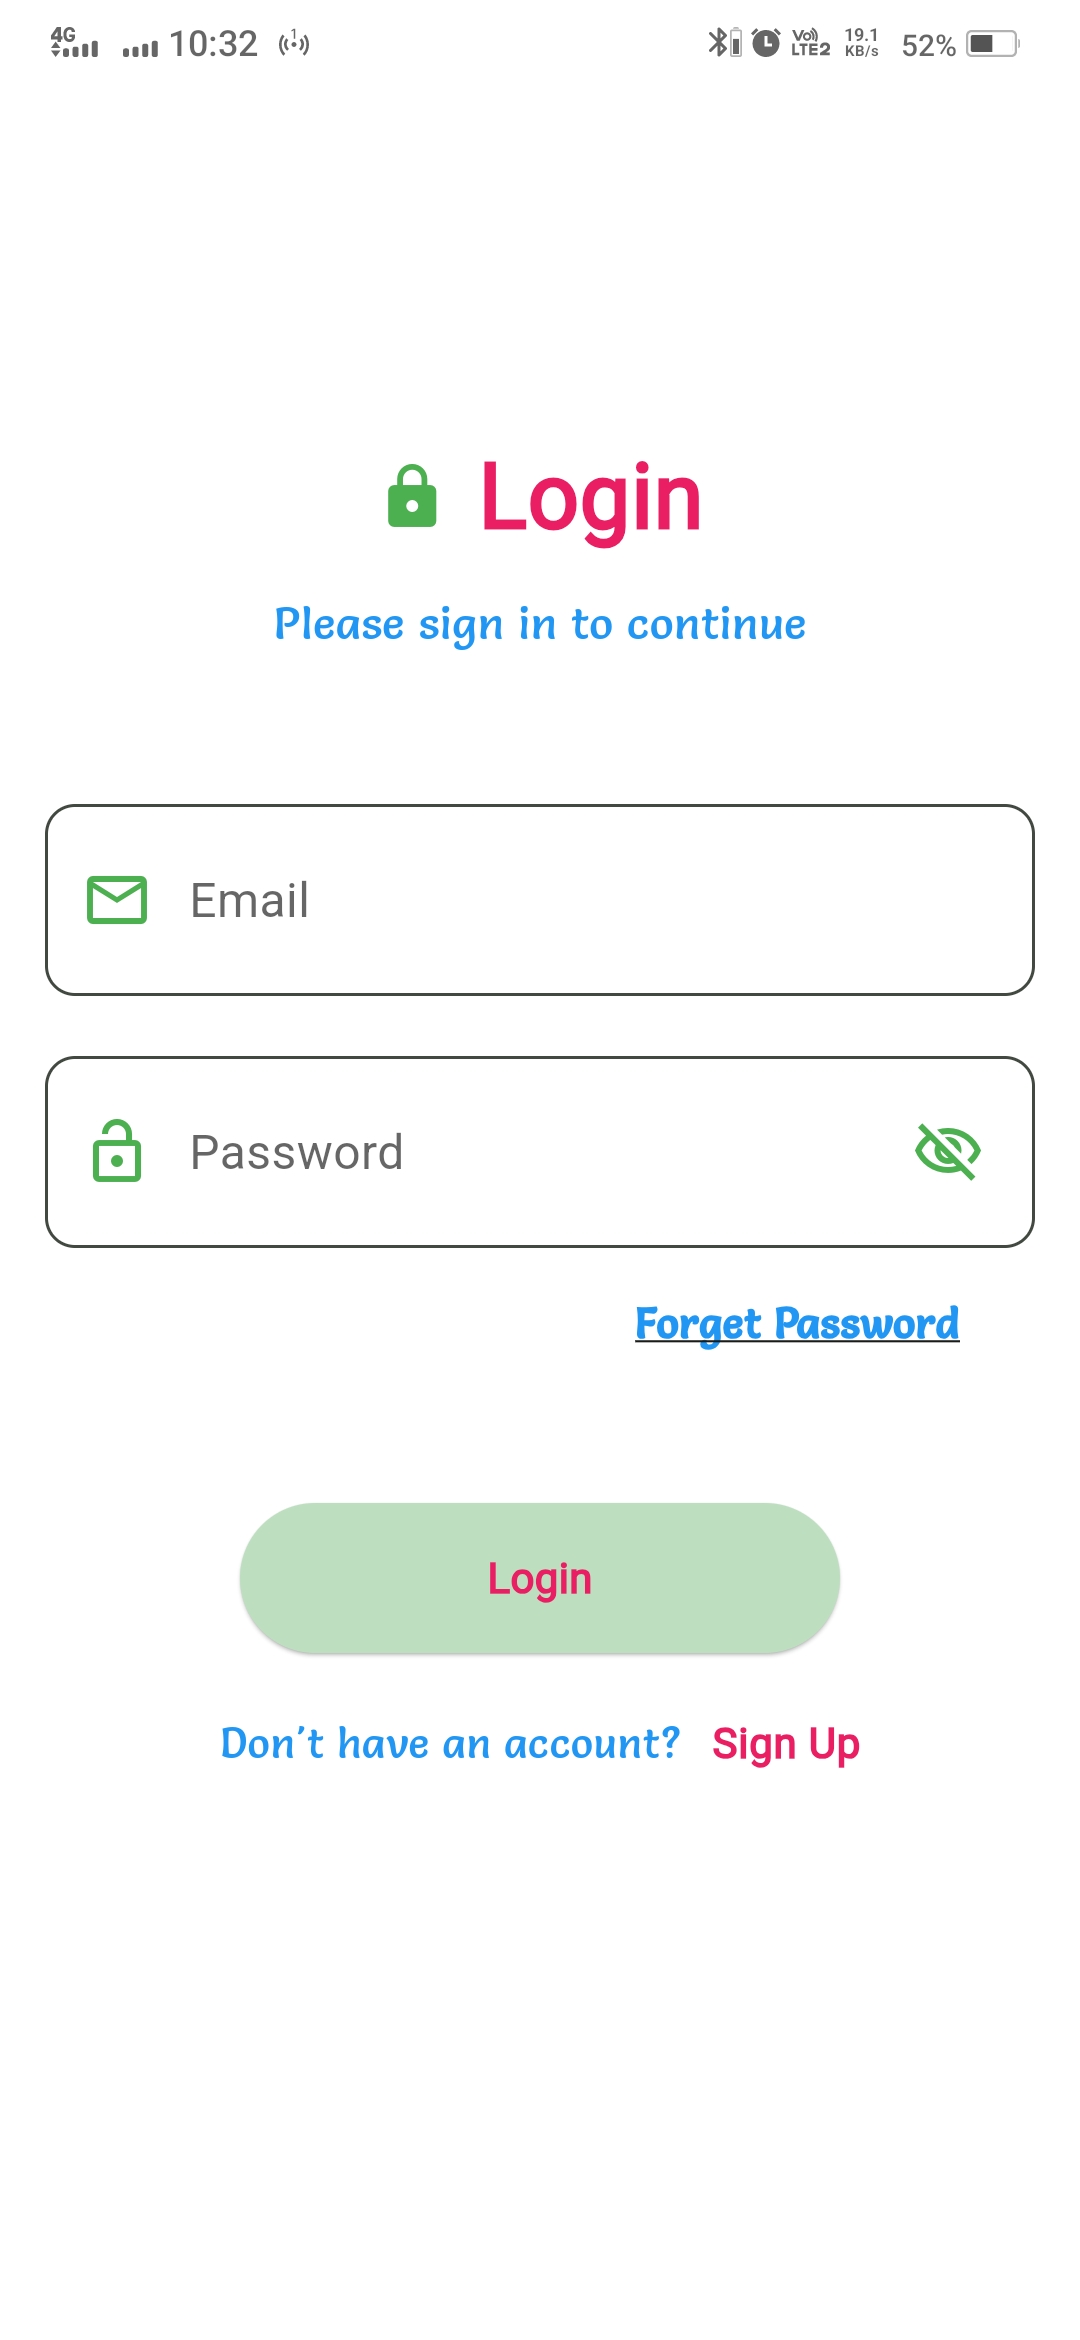 4G 10:32 1 Vo) LTE2 19.1 KB/s 52%
Login
Please sign in to continue
Email
Password
Forget Password
Login
Don't have an account? Sign Up